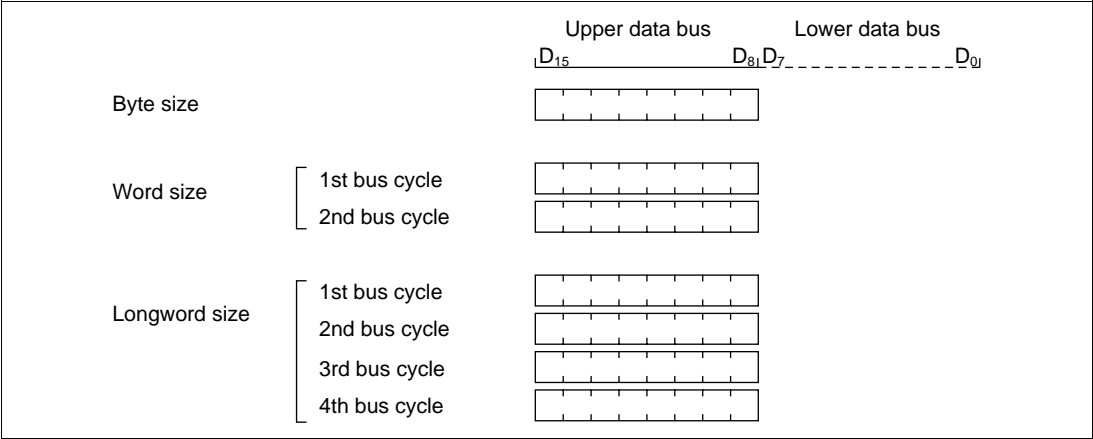 Upper data bus Lower data bus
D15 D8 D7 D0
Byte size
1st bus cycle
Word size
2nd bus cycle
1st bus cycle
Longword size
2nd bus cycle
3rd bus cycle
4th bus cycle